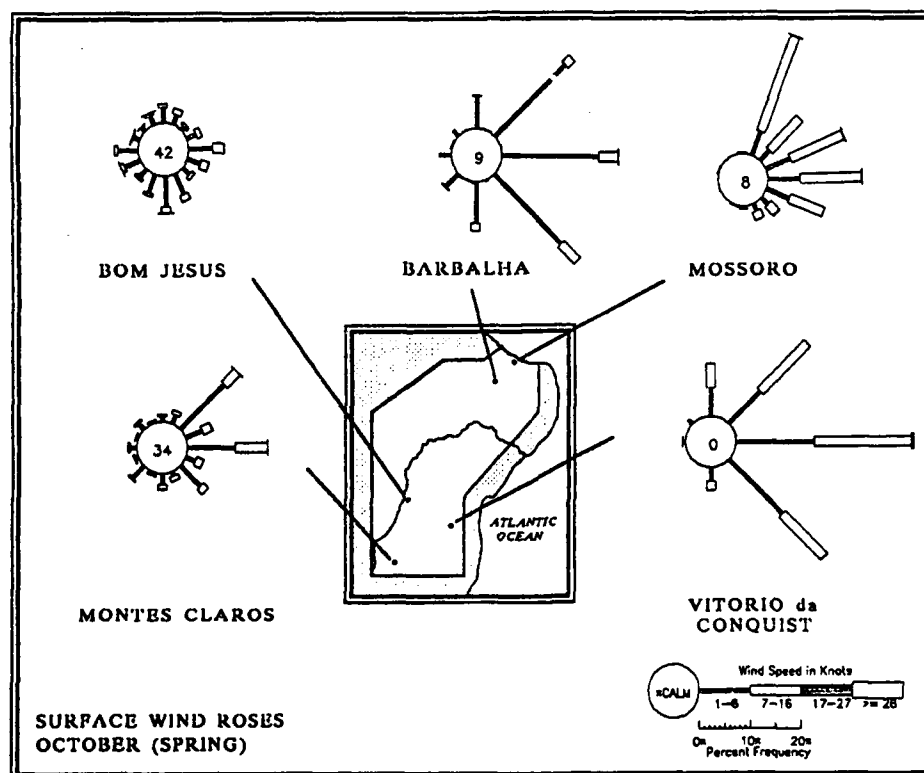 42
9
8
BOM JESUS
BARBALHA
MOSSORO
34
0
ATLANTIC
OCEAN
MONTES CLAROS
VITORIO da
CONQUIST
Wind Speed in Knots
%CALM
1-6 7-16 17-27 >= 28
0% 10% 20%
Percent Frequency
SURFACE WIND ROSES
OCTOBER (SPRING)